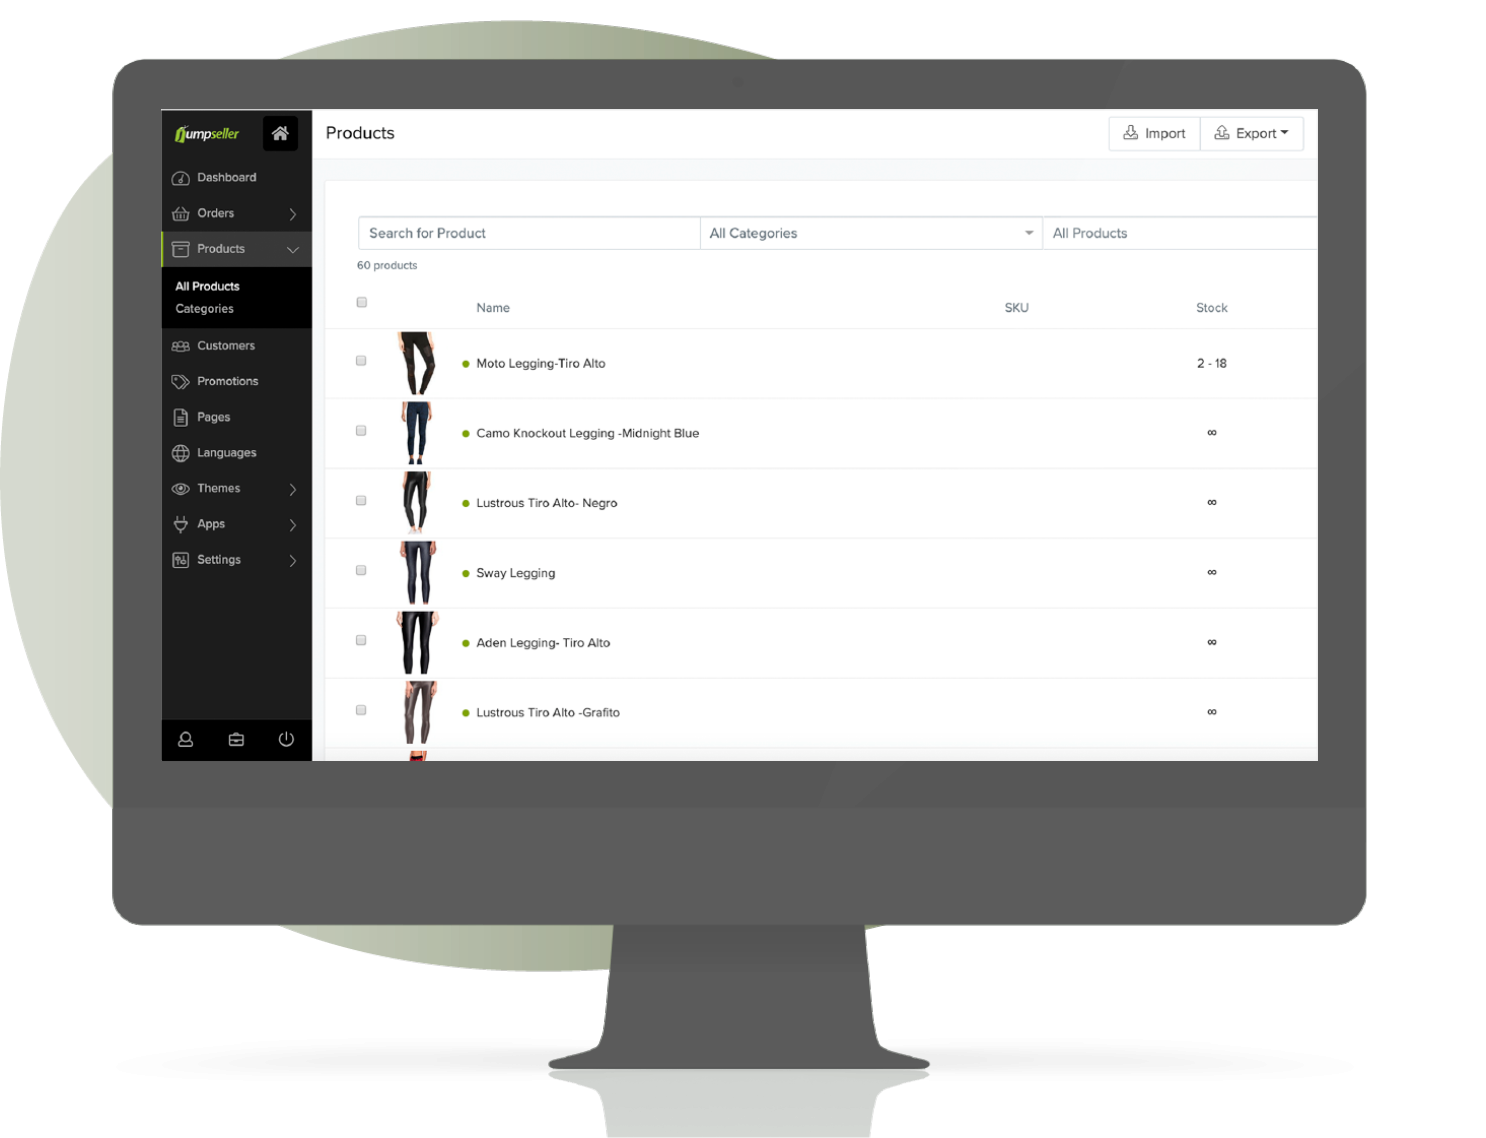 Jumpseller
Products
Import
Export
Dashboard
Orders
Products
All Products
Categories
Customers
Promotions
Pages
Languages
Themes
Apps
Settings
Search for Product
All Categories
All Products
60 products
Name SKU Stock
Moto Legging-Tiro Alto 2 - 18
Camo Knockout Legging -Midnight Blue ∞
Lustrous Tiro Alto- Negro ∞
Sway Legging ∞
Aden Legging- Tiro Alto ∞
Lustrous Tiro Alto -Grafito ∞